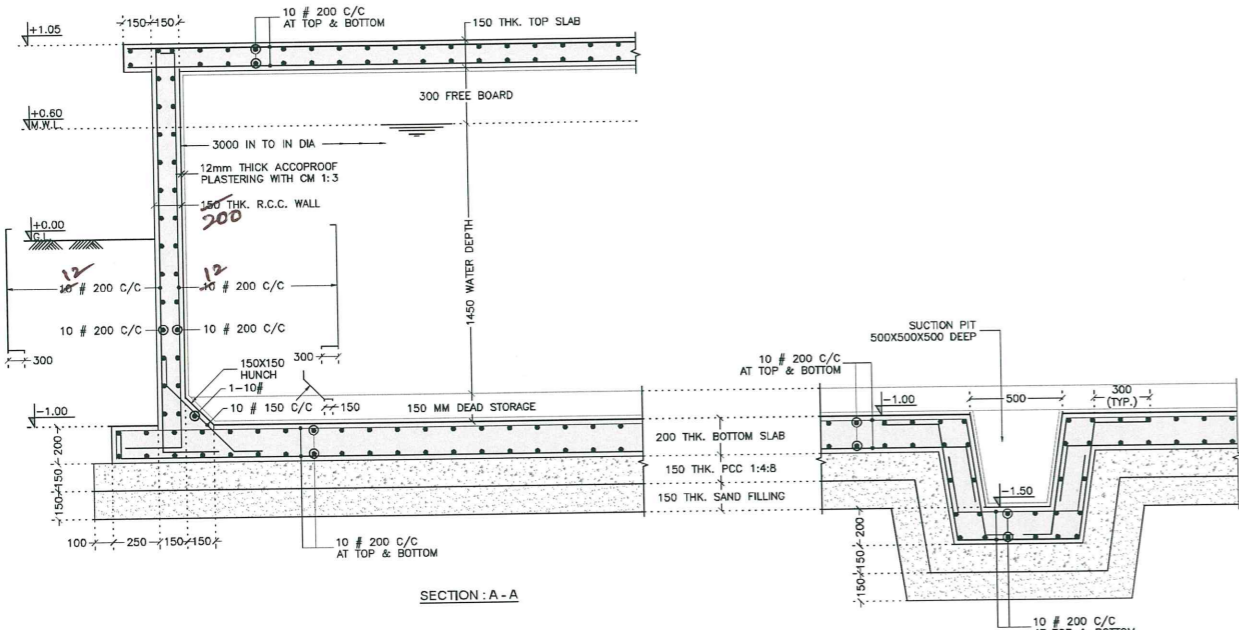 150 150
10 # 200 C/C
AT TOP & BOTTOM
150 THK. TOP SLAB
+1.05
300 FREE BOARD
+0.60
M.W.L
3000 IN TO IN DIA
12mm THICK ACCOPROOF
PLASTERING WITH CM 1:3
150 THK. R.C.C. WALL
200
+0.00
G.L
1450 WATER DEPTH
12
10 # 200 C/C
12
10 # 200 C/C
10 # 200 C/C
10 # 200 C/C
300
300
150X150
HUNCH
1-10#
10 # 150 C/C
150
150 MM DEAD STORAGE
-1.00
200
150
150
200 THK. BOTTOM SLAB
150 THK. PCC 1:4:8
150 THK. SAND FILLING
100 250 150 150
10 # 200 C/C
AT TOP & BOTTOM
SECTION : A-A
SUCTION PIT
500X500X500 DEEP
10 # 200 C/C
AT TOP & BOTTOM
-1.00
500
300
(TYP.)
-1.50
200
150
150
10 # 200 C/C
AT TOP & BOTTOM